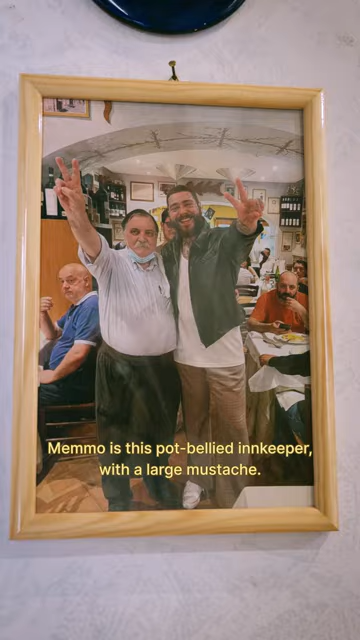 Memmo is this pot-bellied innkeeper,
with a large mustache.